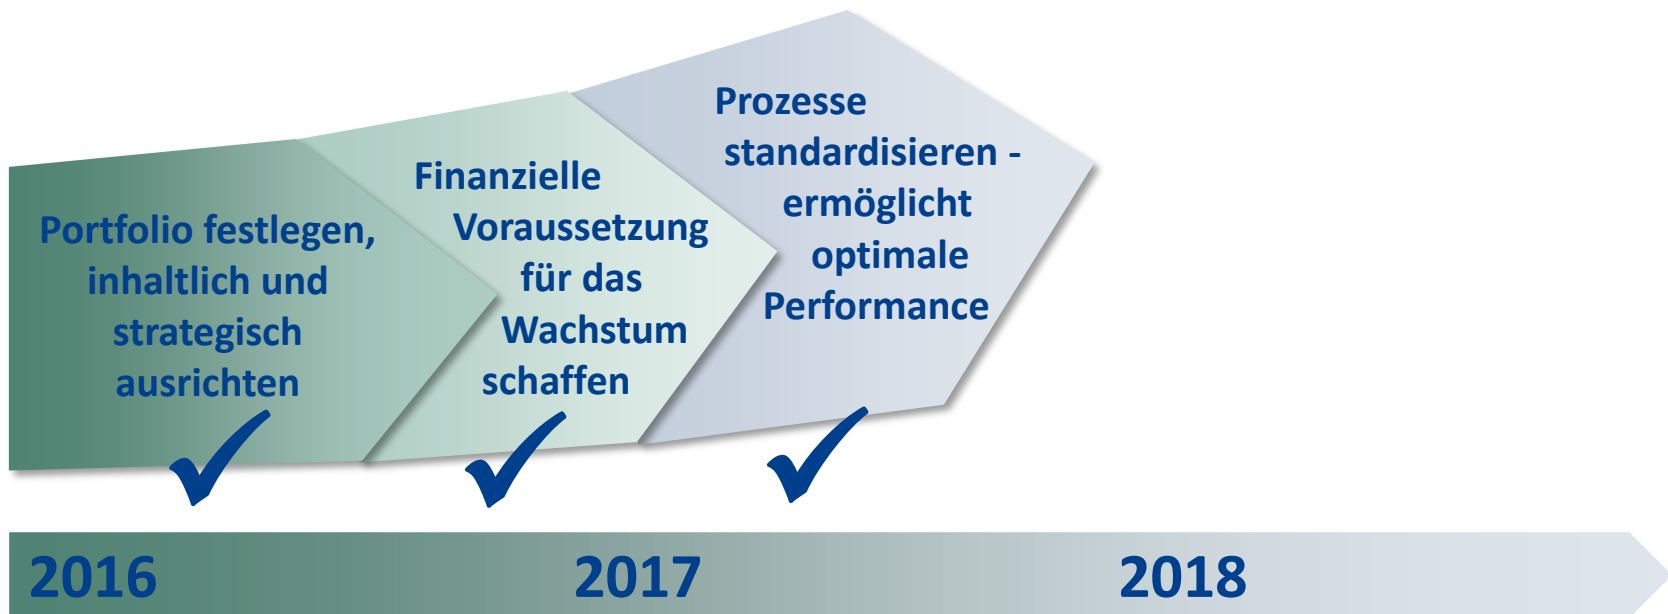 Portfolio festlegen,
inhaltlich und
strategisch
ausrichten
Finanzielle
Voraussetzung
für das
Wachstum
schaffen
Prozesse
standardisieren -
ermöglicht
optimale
Performance
2016
2017
2018